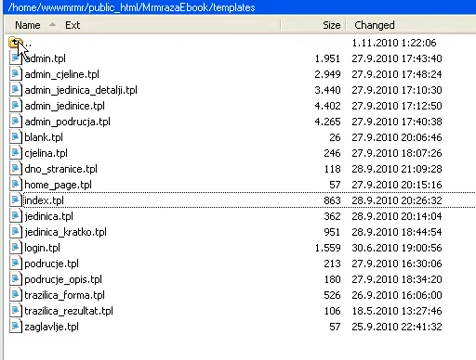 /home/wwwmrmr/public_html/MrmrazaEbook/templates
Name Ext Size Changed
.. 1.11.2010 1:22:06
admin.tpl 1.951 27.9.2010 17:43:40
admin_cjeline.tpl 2.949 27.9.2010 17:48:24
admin_jedinica_detalji.tpl 3.440 27.9.2010 17:10:30
admin_jedinice.tpl 4.402 27.9.2010 17:12:50
admin_podrucja.tpl 4.265 27.9.2010 17:40:38
blank.tpl 26 27.9.2010 20:06:46
cjelina.tpl 246 27.9.2010 18:07:26
dno_stranice.tpl 118 28.9.2010 21:09:28
home_page.tpl 57 27.9.2010 20:15:16
index.tpl 863 28.9.2010 20:26:32
jedinica.tpl 362 28.9.2010 20:14:04
jedinica_kratko.tpl 951 28.9.2010 18:44:54
login.tpl 1.559 30.6.2010 19:00:56
podrucje.tpl 213 27.9.2010 16:30:06
podrucje_opis.tpl 180 27.9.2010 18:34:20
trazilica_forma.tpl 526 26.9.2010 16:06:00
trazilica_rezultat.tpl 106 18.5.2010 13:27:46
zaglavlje.tpl 57 25.9.2010 22:41:32